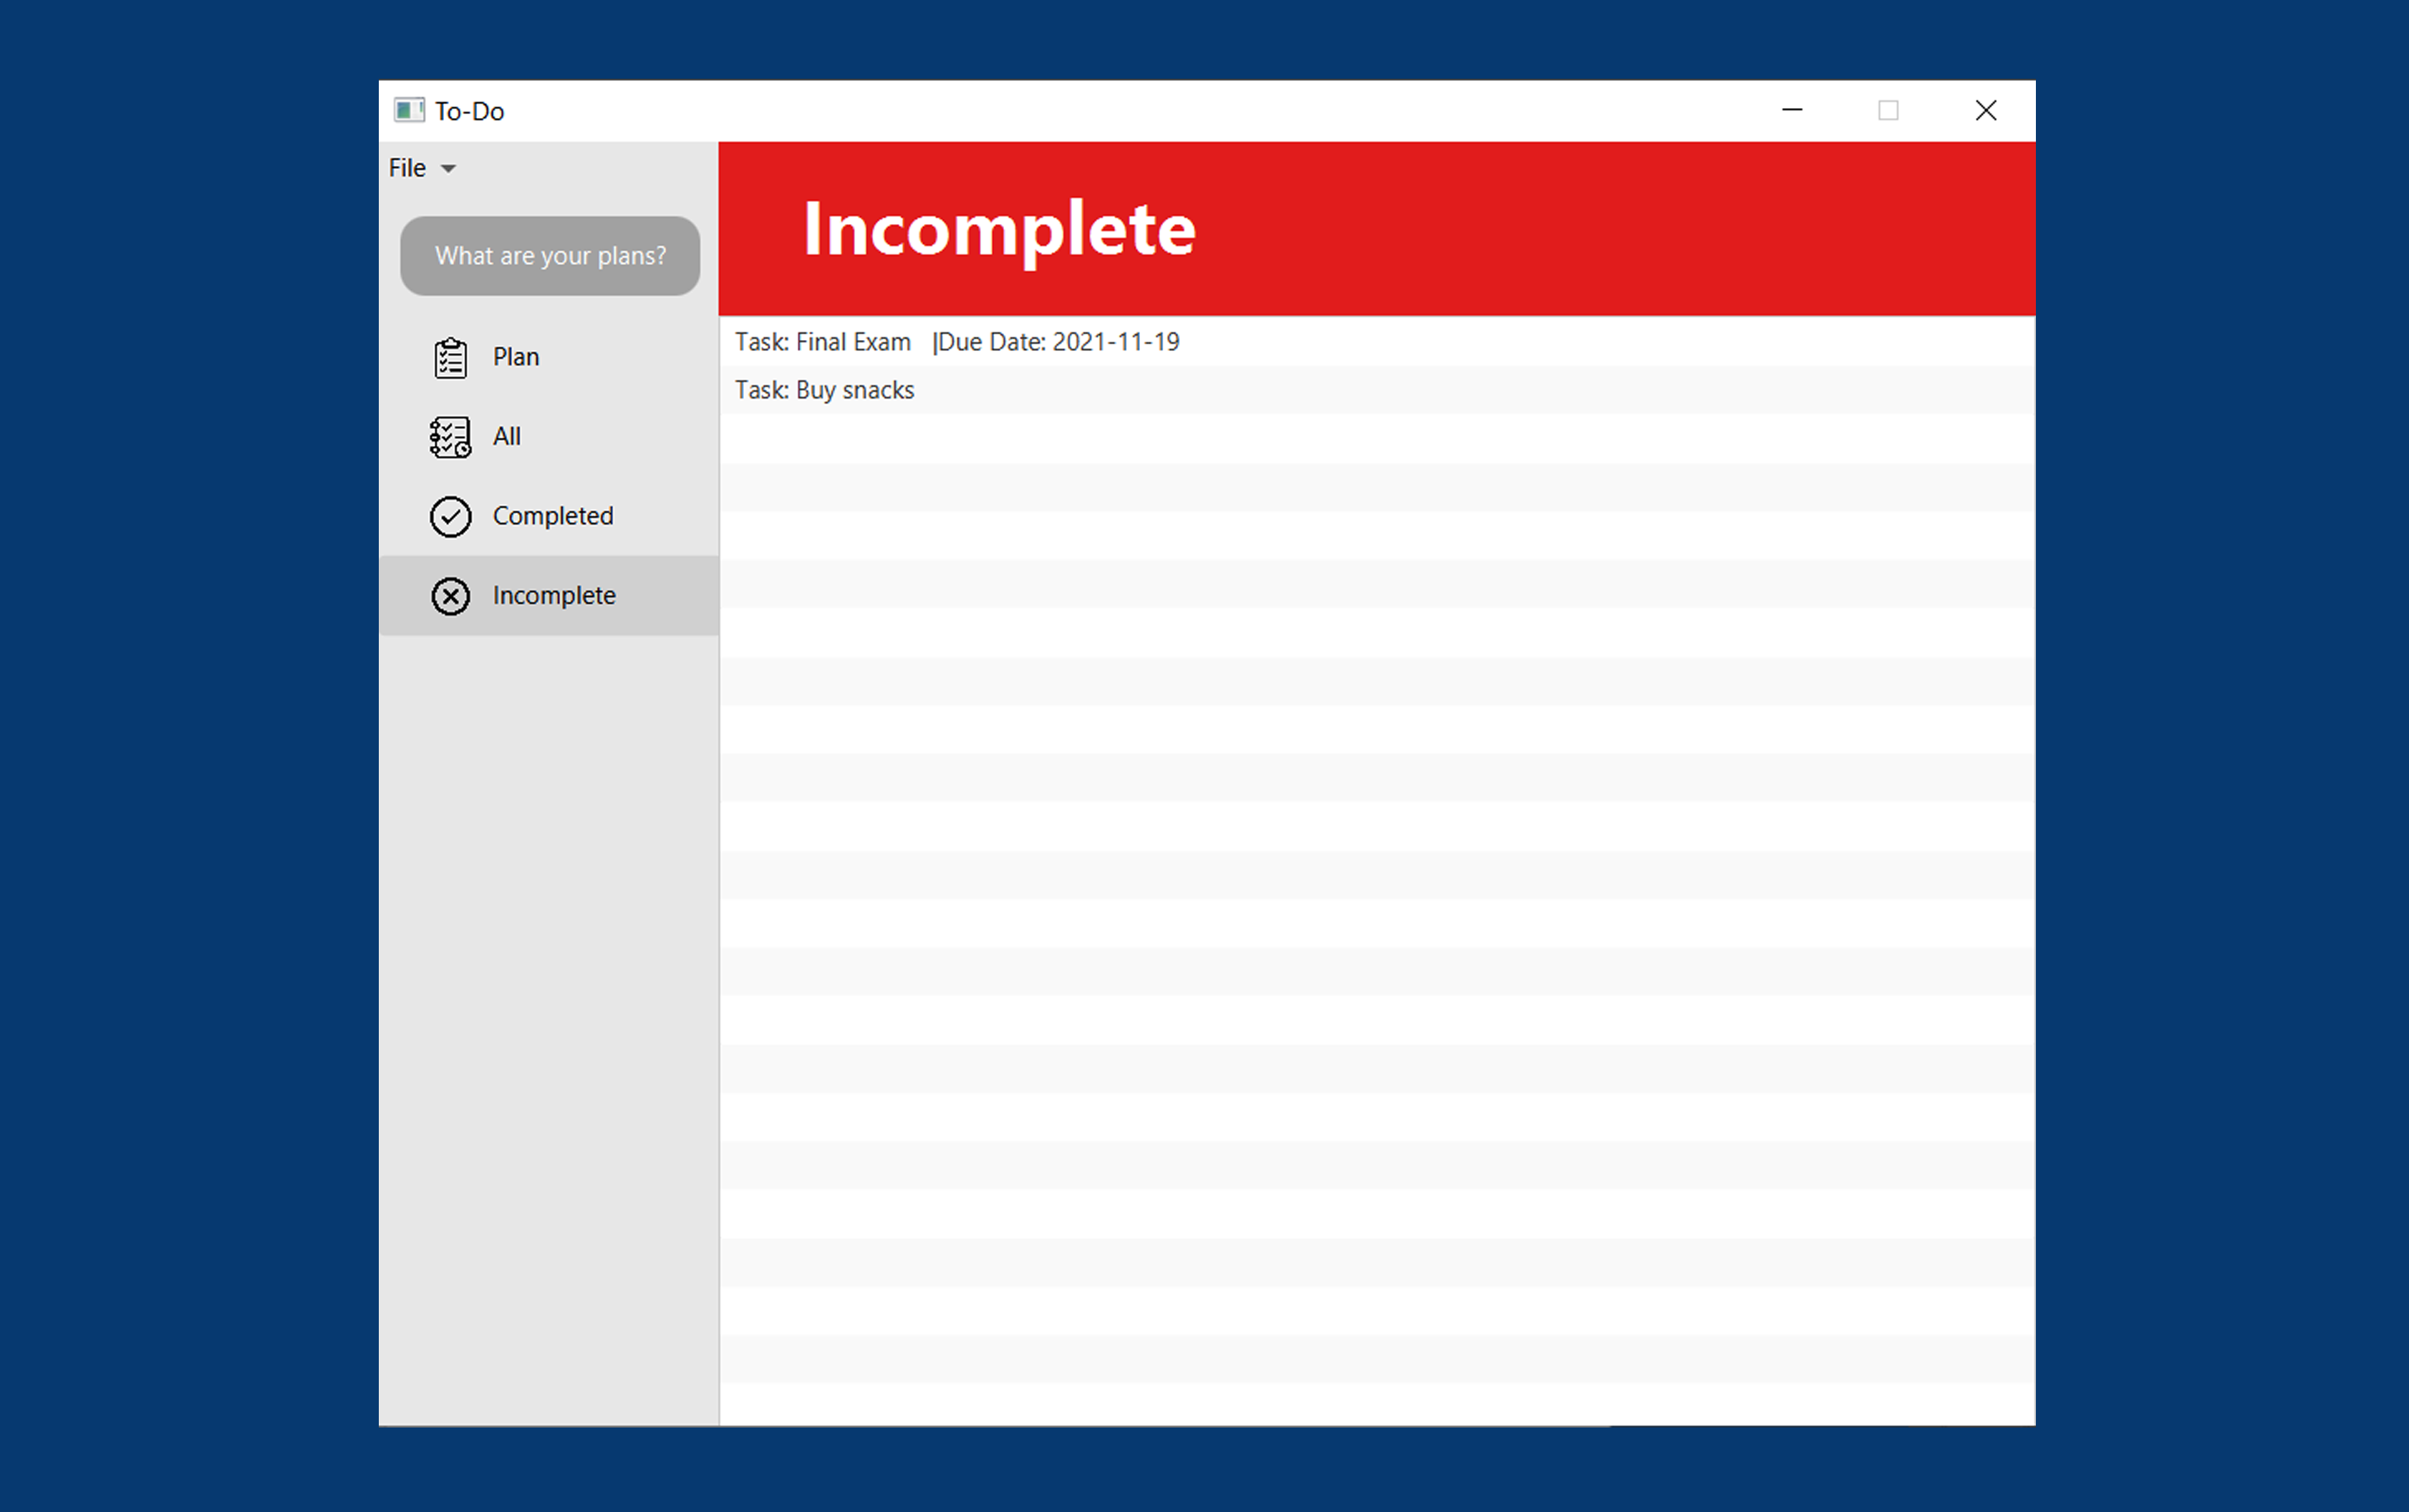 To-Do
File
What are your plans?
Plan
All
Completed
Incomplete
Incomplete
Task: Final Exam   |Due Date: 2021-11-19
Task: Buy snacks